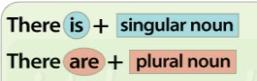 There is + singular noun
There are + plural noun